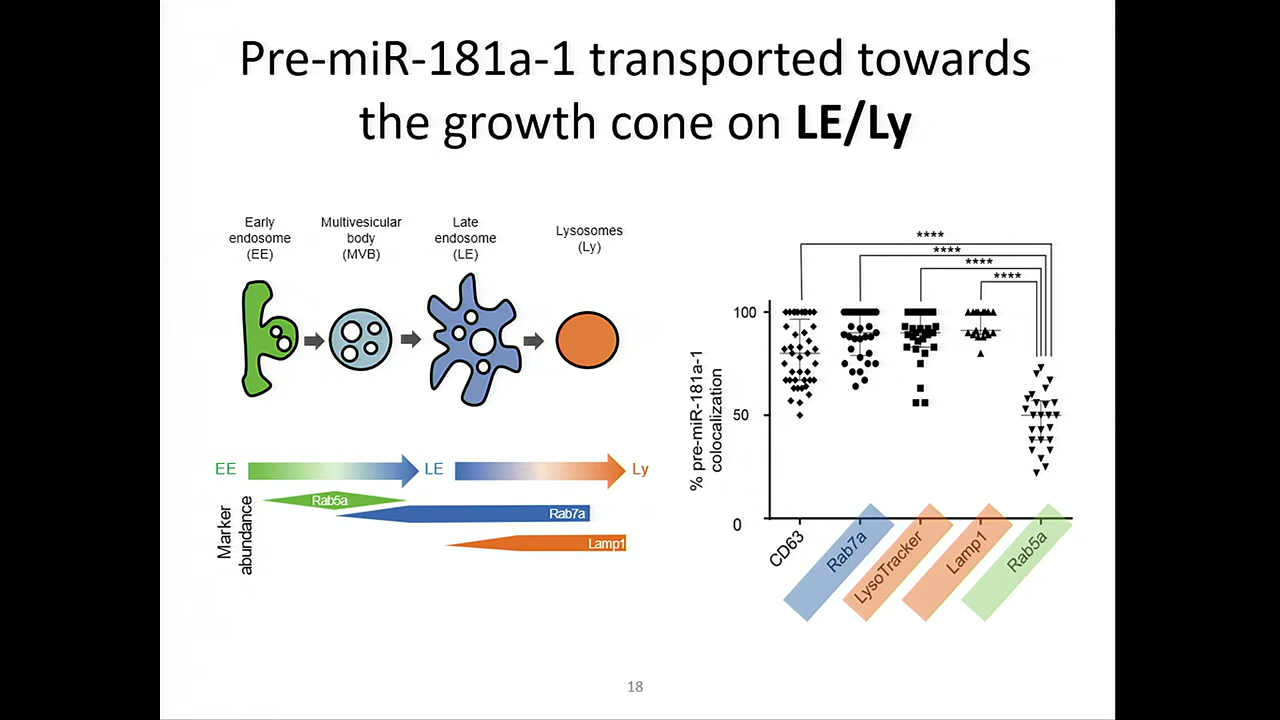 Pre-miR-181a-1 transported towards
the growth cone on LE/Ly
Early
endosome
(EE)
Multivesicular
body
(MVB)
Late
endosome
(LE)
Lysosomes
(Ly)
EE
LE
Ly
Marker
abundance
Rab5a
Rab7a
Lamp1
% pre-miR-181a-1
colocalization
****
****
****
****
100
50
0
CD63
Rab7a
LysoTracker
Lamp1
Rab5a
18